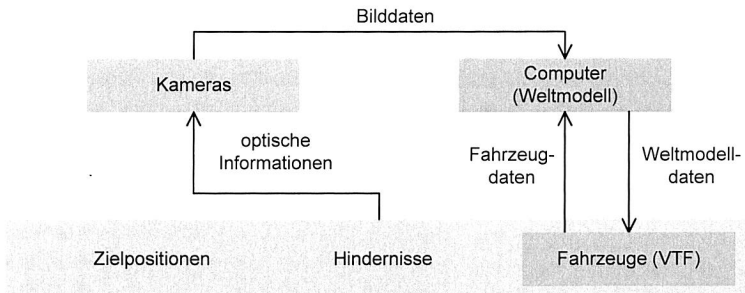 Bilddaten
Kameras
Computer
(Weltmodell)
optische
Informationen
Fahrzeug-
daten
Weltmodell-
daten
Zielpositionen
Hindernisse
Fahrzeuge (VTF)